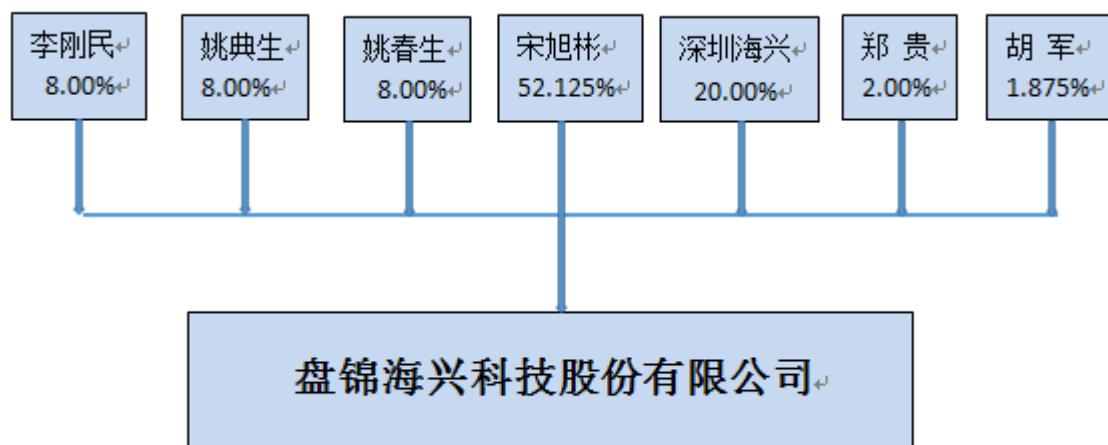 李刚民
8.00%
姚典生
8.00%
姚春生
8.00%
宋旭彬
52.125%
深圳海兴
20.00%
郑 贵
2.00%
胡 军
1.875%
盘锦海兴科技股份有限公司